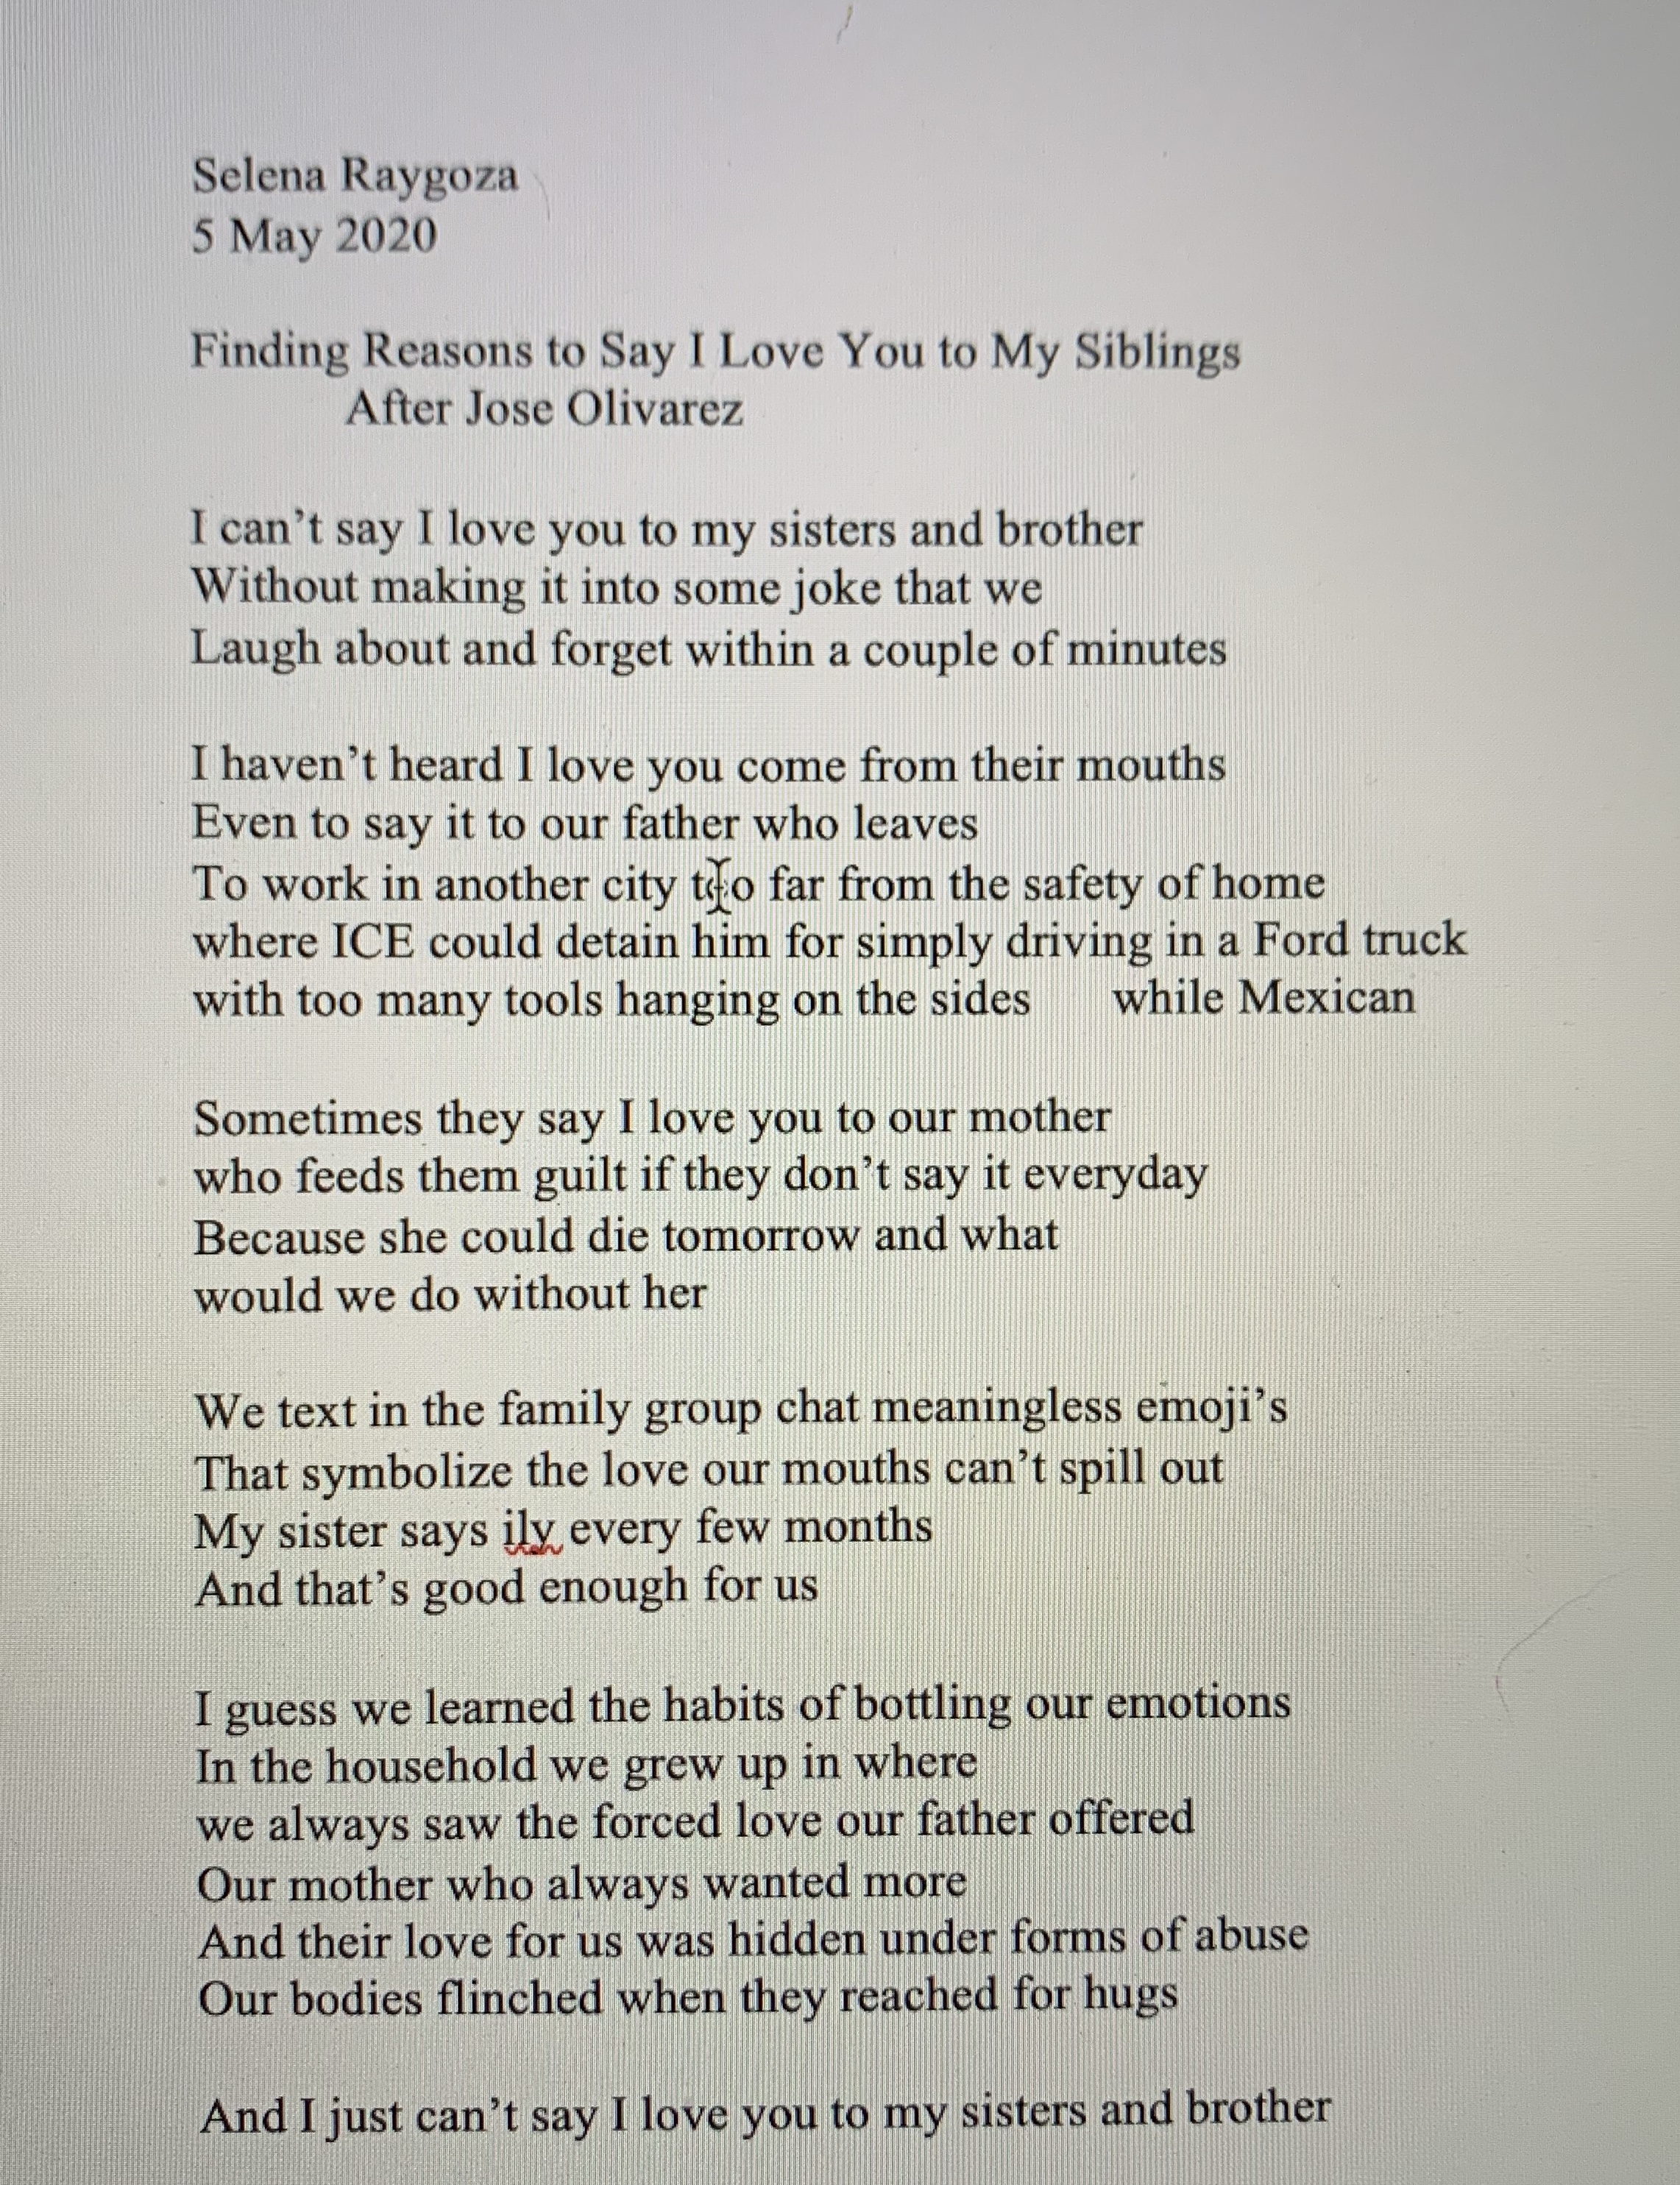 Selena Raygoza
5 May 2020
Finding Reasons to Say I Love You to My Siblings
After Jose Olivarez
I can’t say I love you to my sisters and brother
Without making it into some joke that we
Laugh about and forget within a couple of minutes
I haven’t heard I love you come from their mouths
Even to say it to our father who leaves
To work in another city too far from the safety of home
where ICE could detain him for simply driving in a Ford truck
with too many tools hanging on the sides while Mexican
Sometimes they say I love you to our mother
who feeds them guilt if they don’t say it everyday
Because she could die tomorrow and what
would we do without her
We text in the family group chat meaningless emoji’s
That symbolize the love our mouths can’t spill out
My sister says ily every few months
And that’s good enough for us
I guess we learned the habits of bottling our emotions
In the household we grew up in where
we always saw the forced love our father offered
Our mother who always wanted more
And their love for us was hidden under forms of abuse
Our bodies flinched when they reached for hugs
And I just can’t say I love you to my sisters and brother